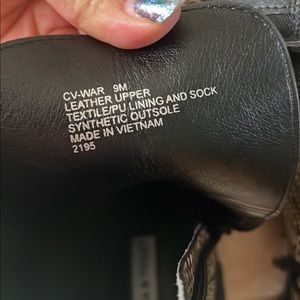 CV-WAR 9M
LEATHER UPPER
TEXTILE/PU LINING AND SOCK
SYNTHETIC OUTSOLE
MADE IN VIETNAM
2195